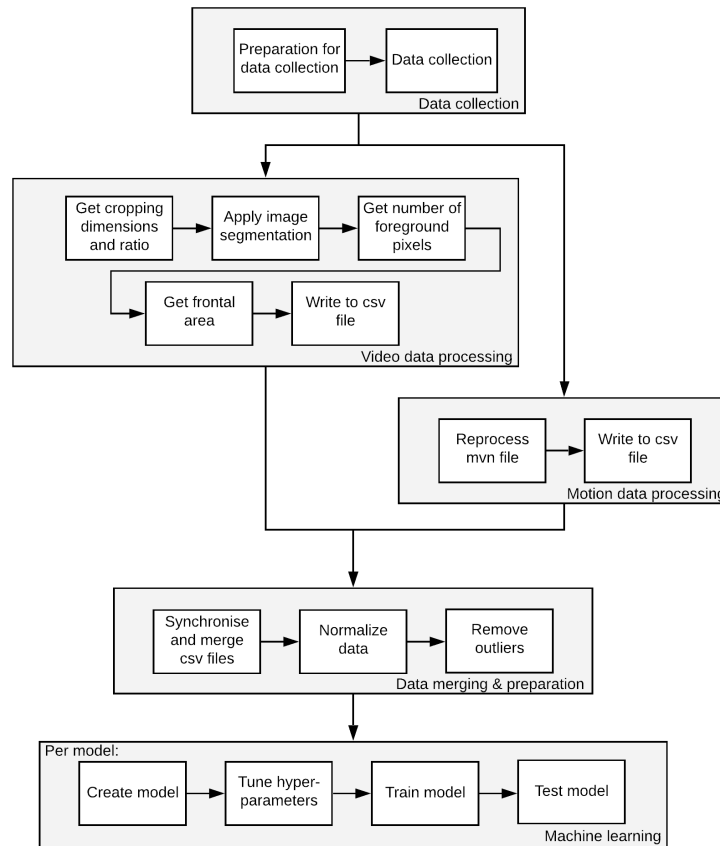 Preparation for
data collection
Data collection
Data collection
Get cropping
dimensions
and ratio
Apply image
segmentation
Get number of
foreground
pixels
Get frontal
area
Write to csv
file
Video data processing
Reprocess
mvn file
Write to csv
file
Motion data processing
Synchronise
and merge
csv files
Normalize
data
Remove
outliers
Data merging & preparation
Per model:
Create model
Tune hyper-
parameters
Train model
Test model
Machine learning